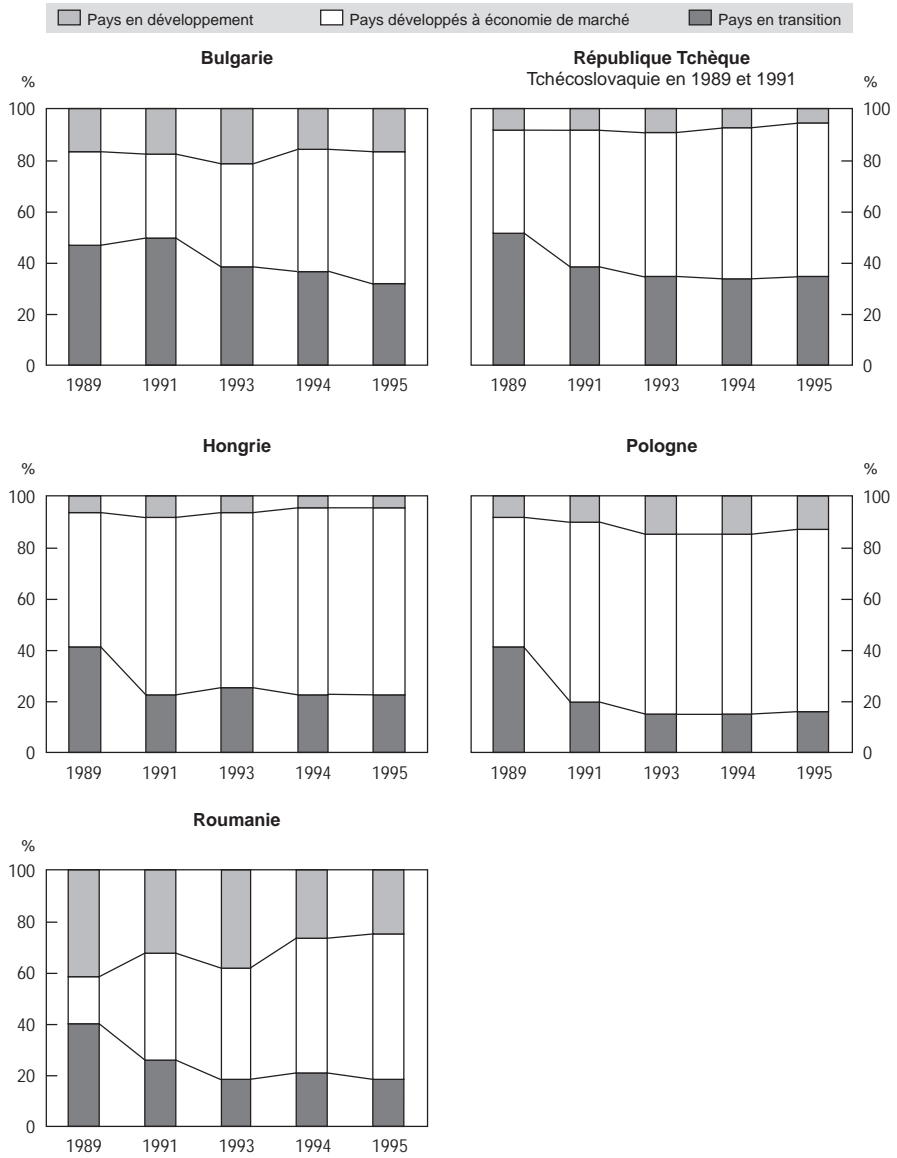 Pays en développement Pays développés à économie de marché Pays en transition
Bulgarie
%
100
80
60
40
20
0
1989 1991 1993 1994 1995
République Tchèque
Tchécoslovaquie en 1989 et 1991
%
100
80
60
40
20
0
1989 1991 1993 1994 1995
Hongrie
%
100
80
60
40
20
0
1989 1991 1993 1994 1995
Pologne
%
100
80
60
40
20
0
1989 1991 1993 1994 1995
Roumanie
%
100
80
60
40
20
0
1989 1991 1993 1994 1995